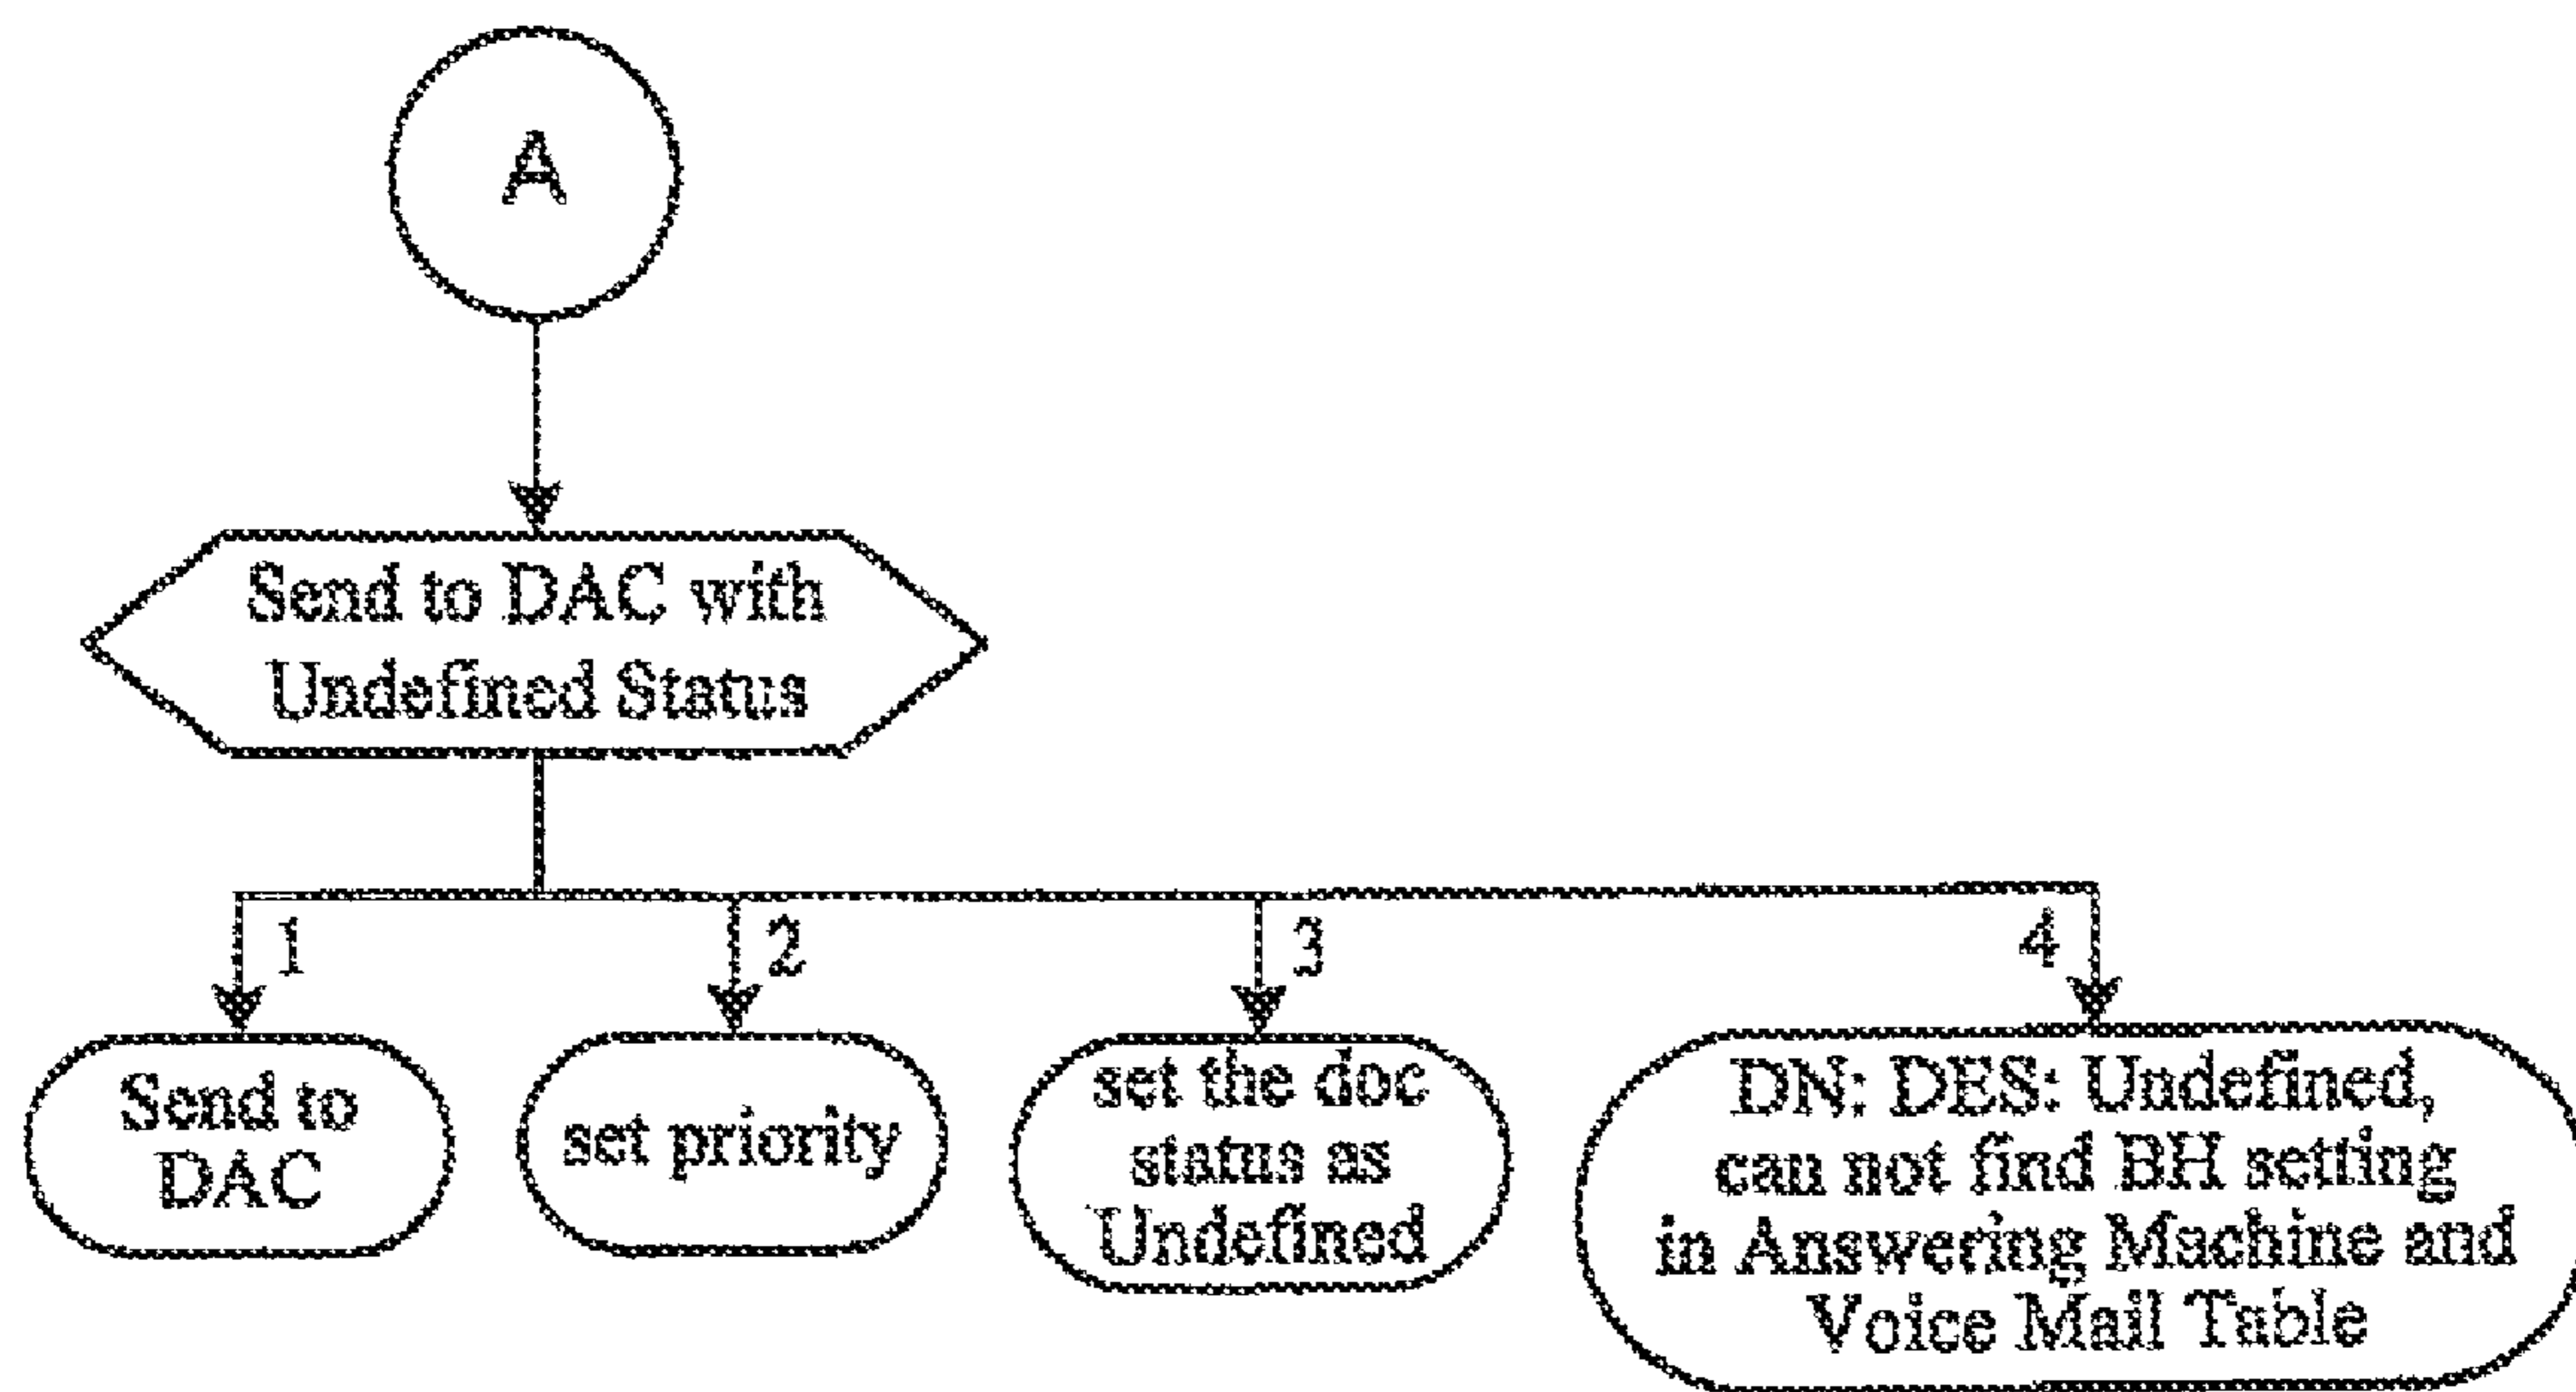 A
Send to DAC with
Undefined Status
1
2
3
4
Send to
DAC
set priority
set the doc
status as
Undefined
DN: DES: Undefined,
can not find BH setting
in Answering Machine and
Voice Mail Table